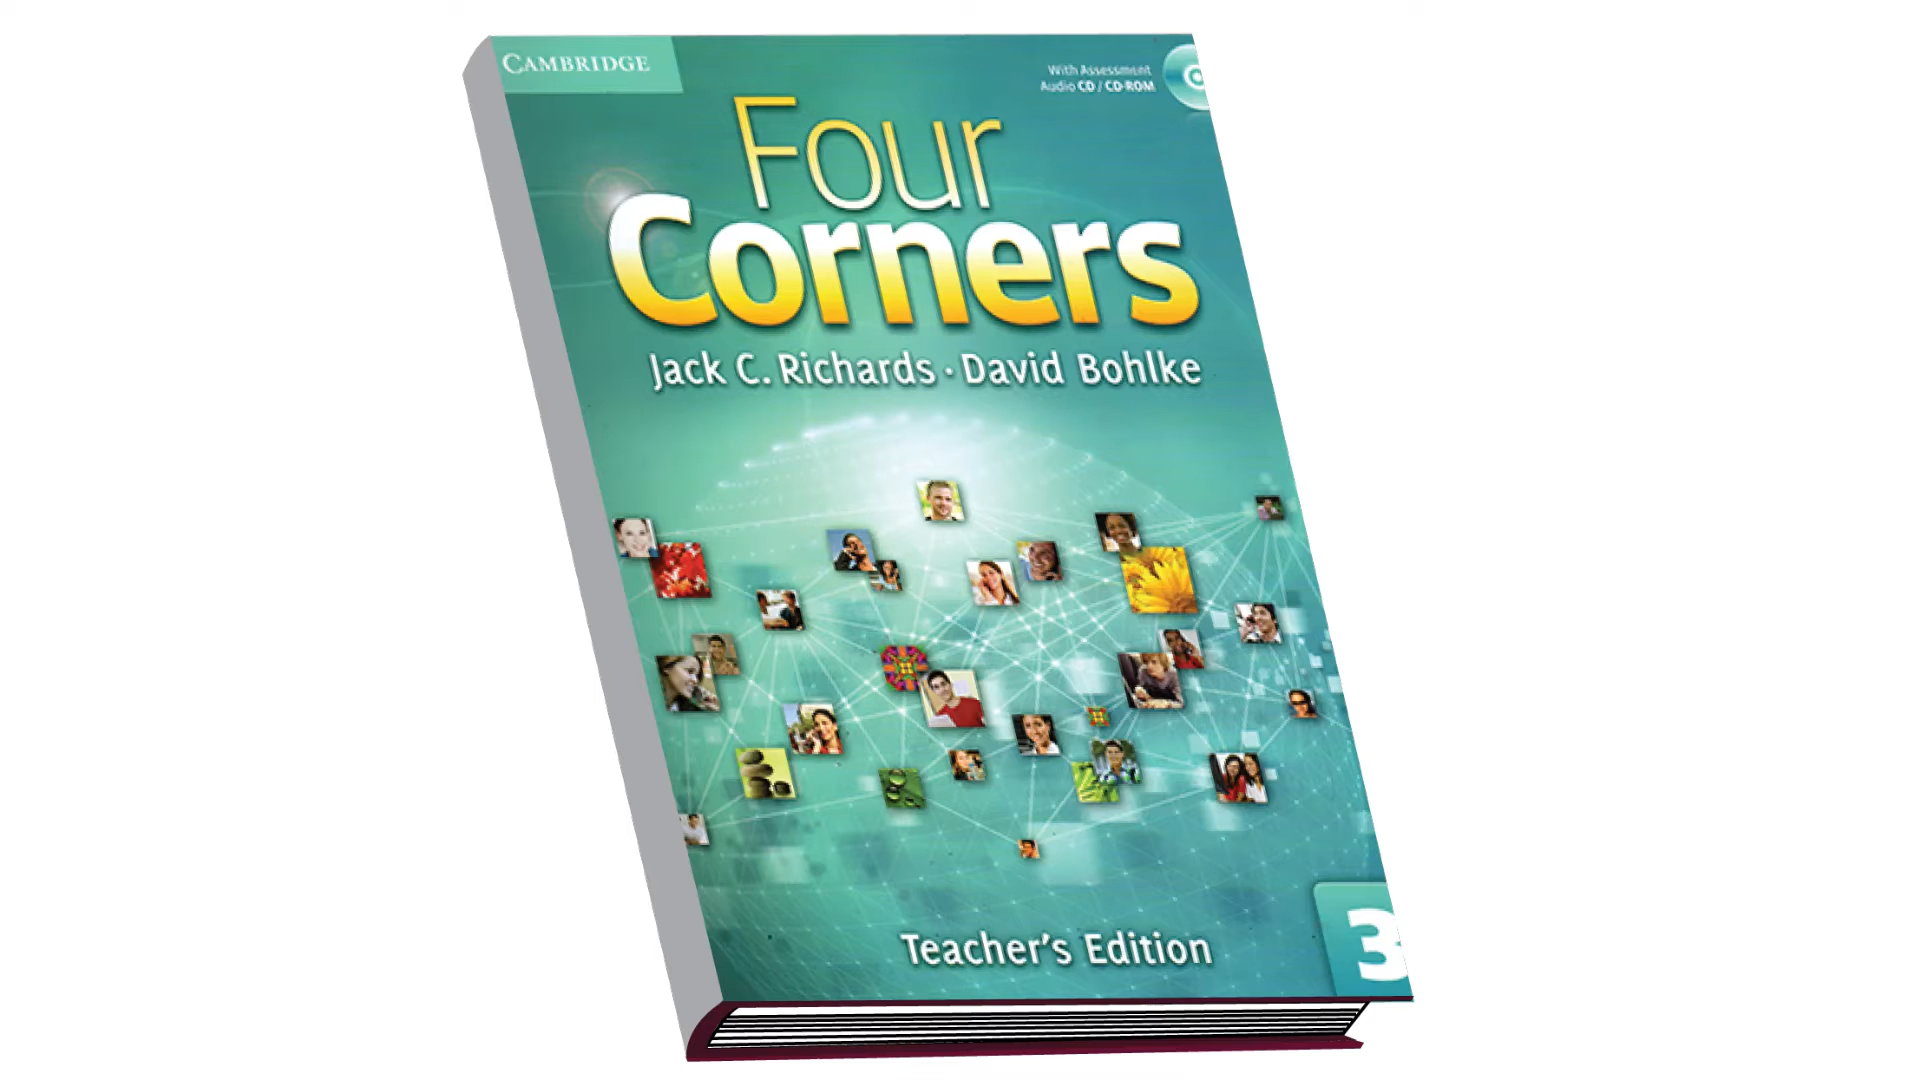 CAMBRIDGE
With Assessment
Audio CD / CD-ROM
Four
Corners
Jack C. Richards · David Bohlke
Teacher's Edition
3